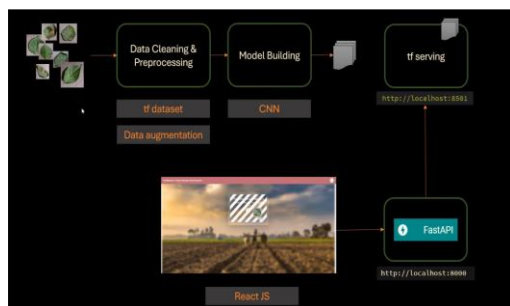 Data Cleaning &
Preprocessing
Model Building
tf serving
http://localhost:8501
tf dataset
CNN
Data augmentation
FastAPI
http://localhost:8000
React JS